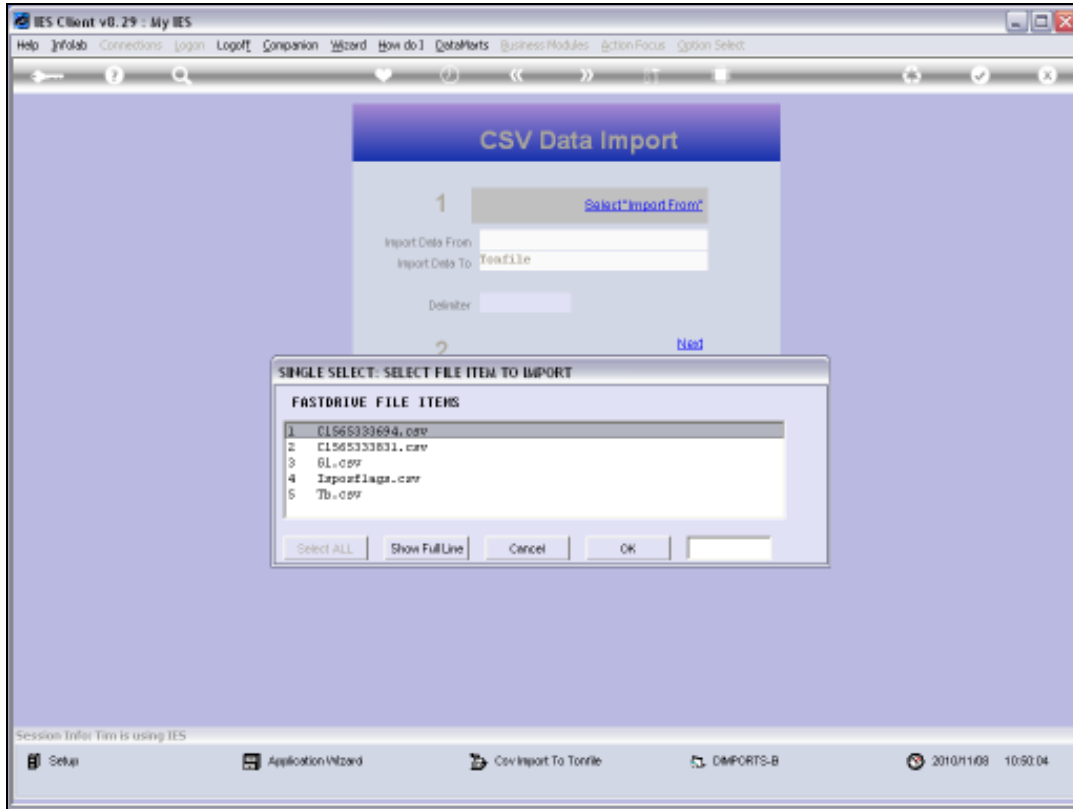 IES Client v8.29 : My IES
Help Infolab Connections Logon Logoff Companion Wizard How do I DataMarts Business Modules Action Focus Option Select
CSV Data Import
1
Select "Import From"
Import Data From
Import Data To Tonfile
Delimiter
2
Next
SINGLE SELECT: SELECT FILE ITEM TO IMPORT
FASTDRIVE FILE ITEMS
1 C1565333694.csv
2 C1565333831.csv
3 Gl.csv
4 Imporflags.csv
5 Tb.csv
Select ALL Show Full Line Cancel OK
Session Info: Tim is using IES
Setup Application Wizard Csv Import To Tonfile DIMPORTS-B 2010/11/08 10:50:04